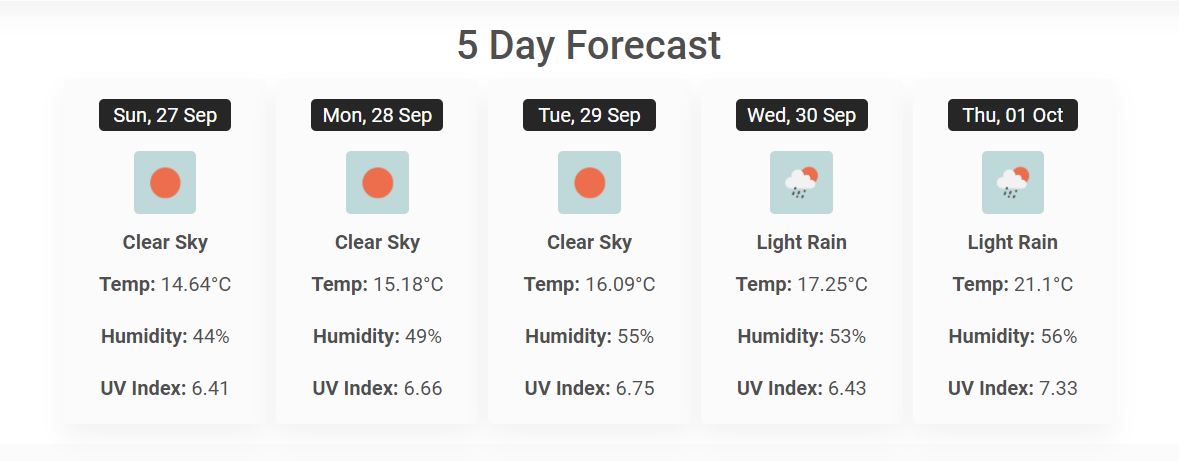 5 Day Forecast
Sun, 27 Sep
Clear Sky
Temp: 14.64°C
Humidity: 44%
UV Index: 6.41
Mon, 28 Sep
Clear Sky
Temp: 15.18°C
Humidity: 49%
UV Index: 6.66
Tue, 29 Sep
Clear Sky
Temp: 16.09°C
Humidity: 55%
UV Index: 6.75
Wed, 30 Sep
Light Rain
Temp: 17.25°C
Humidity: 53%
UV Index: 6.43
Thu, 01 Oct
Light Rain
Temp: 21.1°C
Humidity: 56%
UV Index: 7.33